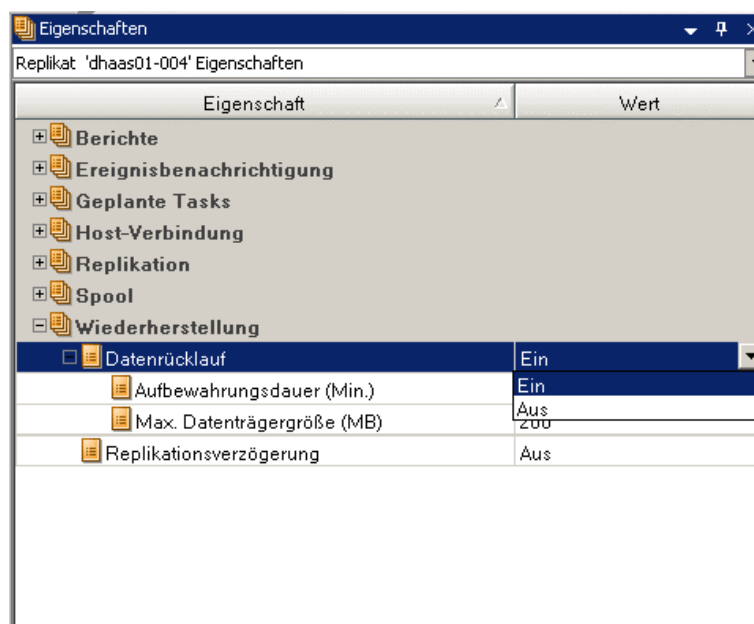 Eigenschaften
Replikat 'dhaas01-004' Eigenschaften
Eigenschaft Wert
Berichte
Ereignisbenachrichtigung
Geplante Tasks
Host-Verbindung
Replikation
Spool
Wiederherstellung
Datenrücklauf Ein
Aufbewahrungsdauer (Min.) Ein
Aus
Max. Datenträgergröße (MB) 200
Replikationsverzögerung Aus